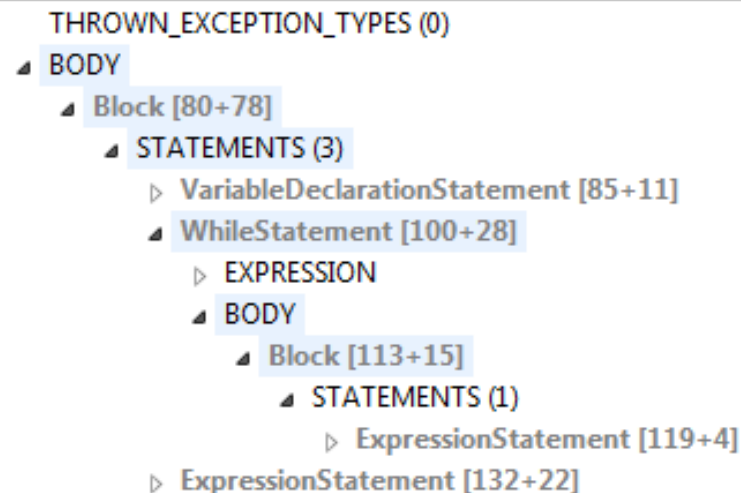 THROWN_EXCEPTION_TYPES (0)
BODY
Block [80+78]
STATEMENTS (3)
VariableDeclarationStatement [85+11]
WhileStatement [100+28]
EXPRESSION
BODY
Block [113+15]
STATEMENTS (1)
ExpressionStatement [119+4]
ExpressionStatement [132+22]